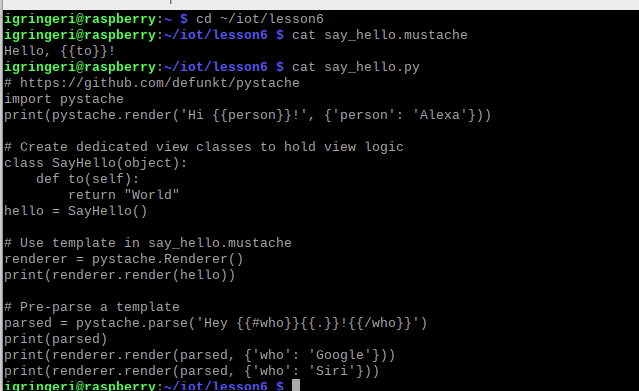 igringeri@raspberry:~ $ cd ~/iot/lesson6
igringeri@raspberry:~/iot/lesson6 $ cat say_hello.mustache
Hello, {{to}}!
igringeri@raspberry:~/iot/lesson6 $ cat say_hello.py
# https://github.com/defunkt/pystache
import pystache
print(pystache.render('Hi {{person}}!', {'person': 'Alexa'}))

# Create dedicated view classes to hold view logic
class SayHello(object):
    def to(self):
        return "World"
hello = SayHello()

# Use template in say_hello.mustache
renderer = pystache.Renderer()
print(renderer.render(hello))

# Pre-parse a template
parsed = pystache.parse('Hey {{#who}}{{.}}!{{/who}}')
print(parsed)
print(renderer.render(parsed, {'who': 'Google'}))
print(renderer.render(parsed, {'who': 'Siri'}))
igringeri@raspberry:~/iot/lesson6 $